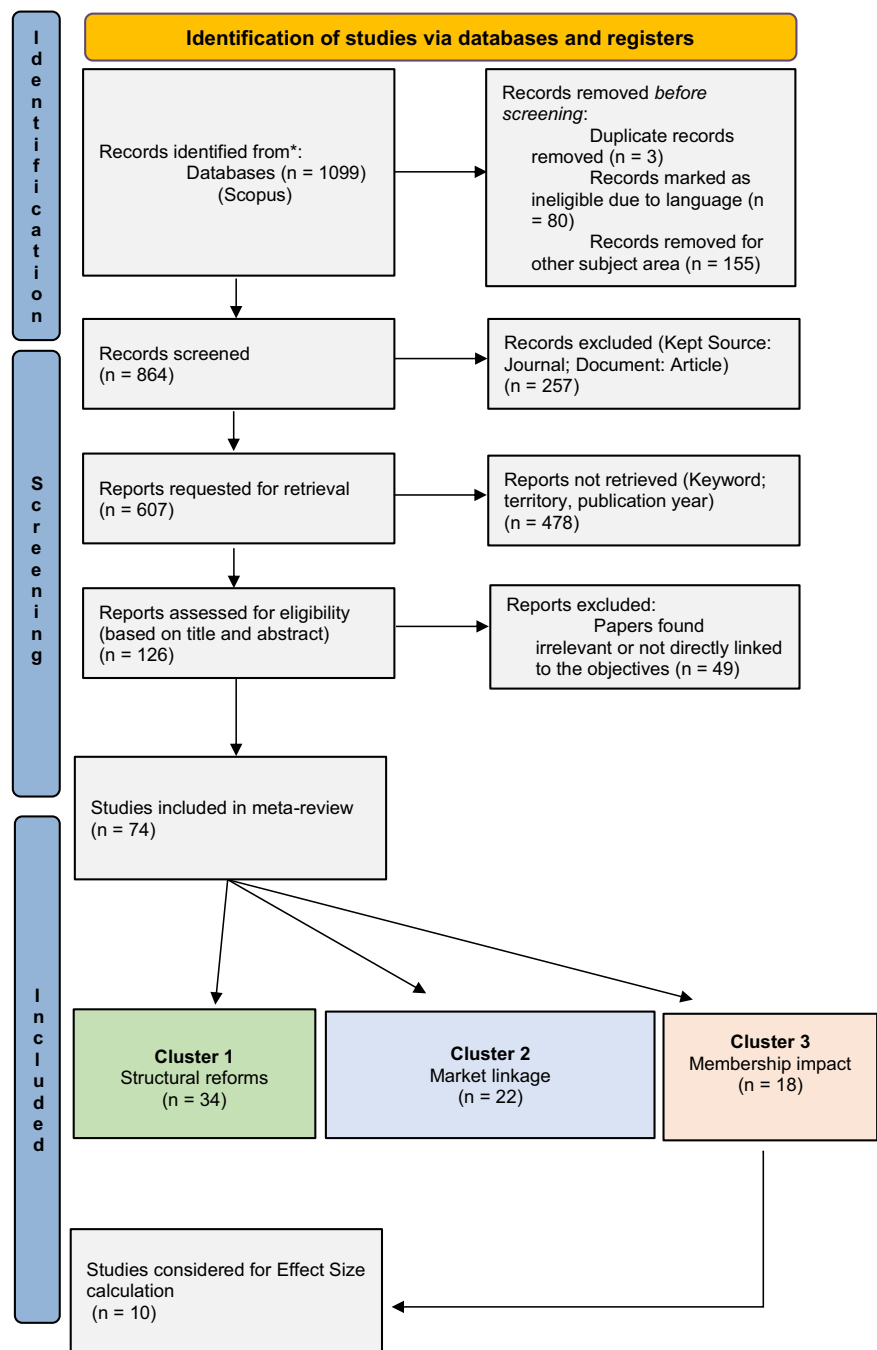 Identification of studies via databases and registers
Identification
Records identified from*:
Databases (n = 1099)
(Scopus)
Records removed before
screening:
Duplicate records
removed (n = 3)
Records marked as
ineligible due to language (n
= 80)
Records removed for
other subject area (n = 155)
Screening
Records screened
(n = 864)
Records excluded (Kept Source:
Journal; Document: Article)
(n = 257)
Reports requested for retrieval
(n = 607)
Reports not retrieved (Keyword;
territory, publication year)
(n = 478)
Reports assessed for eligibility
(based on title and abstract)
(n = 126)
Reports excluded:
Papers found
irrelevant or not directly linked
to the objectives (n = 49)
Studies included in meta-review
(n = 74)
Included
Cluster 1
Structural reforms
(n = 34)
Cluster 2
Market linkage
(n = 22)
Cluster 3
Membership impact
(n = 18)
Studies considered for Effect Size
calculation
(n = 10)